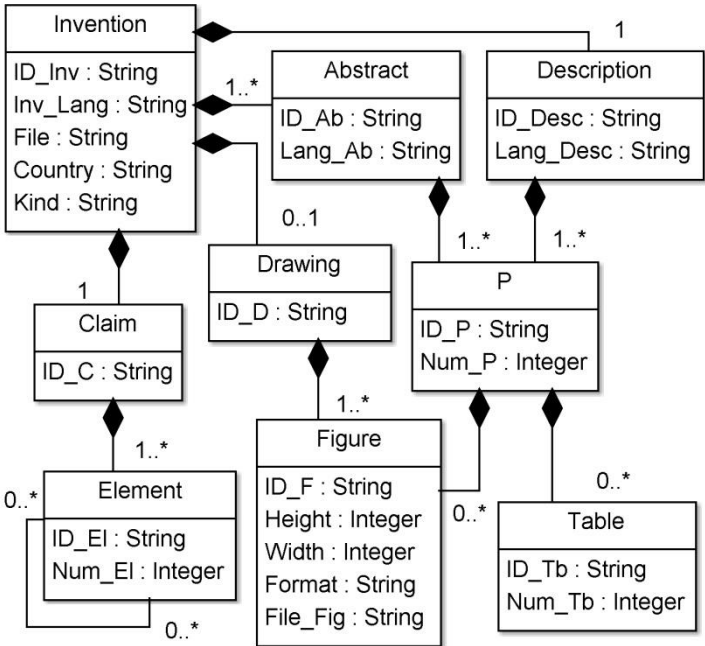 Invention
ID_Inv : String
Inv_Lang : String
File : String
Country : String
Kind : String
1
1..*
Abstract
ID_Ab : String
Lang_Ab : String
Description
ID_Desc : String
Lang_Desc : String
0..1
1..*
1..*
Drawing
ID_D : String
P
ID_P : String
Num_P : Integer
1
Claim
ID_C : String
1..*
1..*
Figure
ID_F : String
Height : Integer
Width : Integer
Format : String
File_Fig : String
0..*
0..*
Element
ID_El : String
Num_El : Integer
0..*
0..*
Table
ID_Tb : String
Num_Tb : Integer